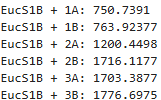 EucS1B + 1A: 750.7391
EucS1B + 1B: 763.92377
EucS1B + 2A: 1200.4498
EucS1B + 2B: 1716.1177
EucS1B + 3A: 1703.3877
EucS1B + 3B: 1776.6975